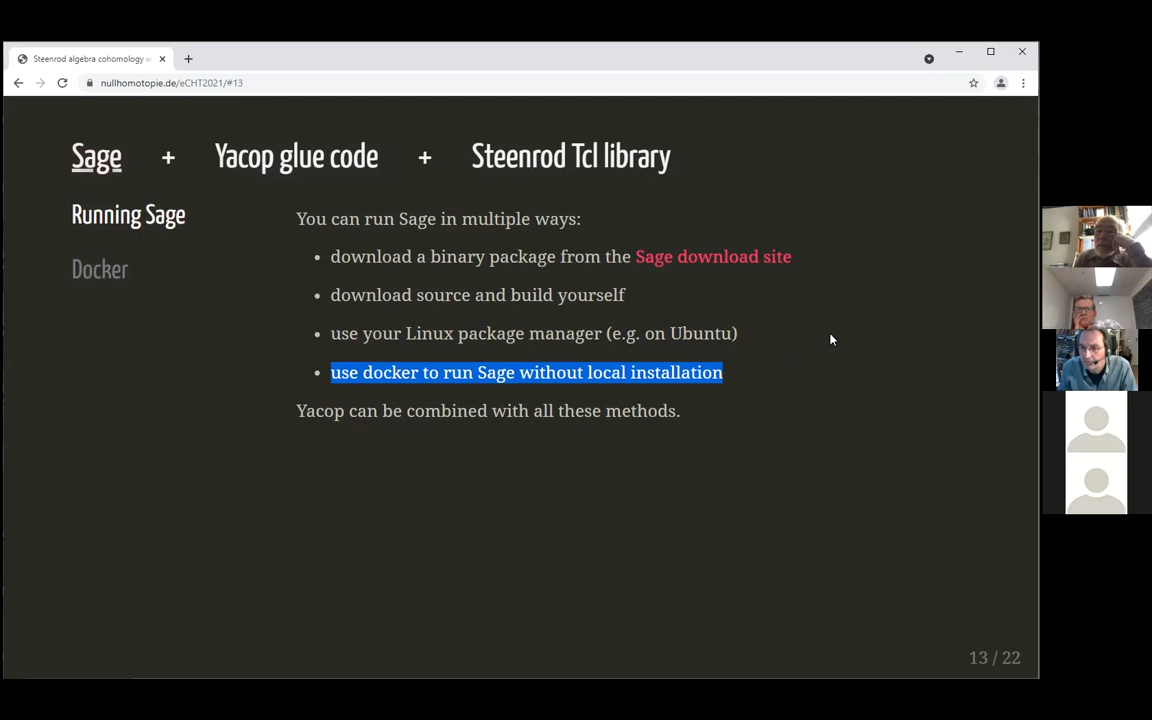 Steenrod algebra cohomology w
nullhomotopie.de/eCHT2021/#13
Sage + Yacop glue code + Steenrod Tcl library
Running Sage
Docker
You can run Sage in multiple ways:
• download a binary package from the Sage download site
• download source and build yourself
• use your Linux package manager (e.g. on Ubuntu)
• use docker to run Sage without local installation
Yacop can be combined with all these methods.
13 / 22